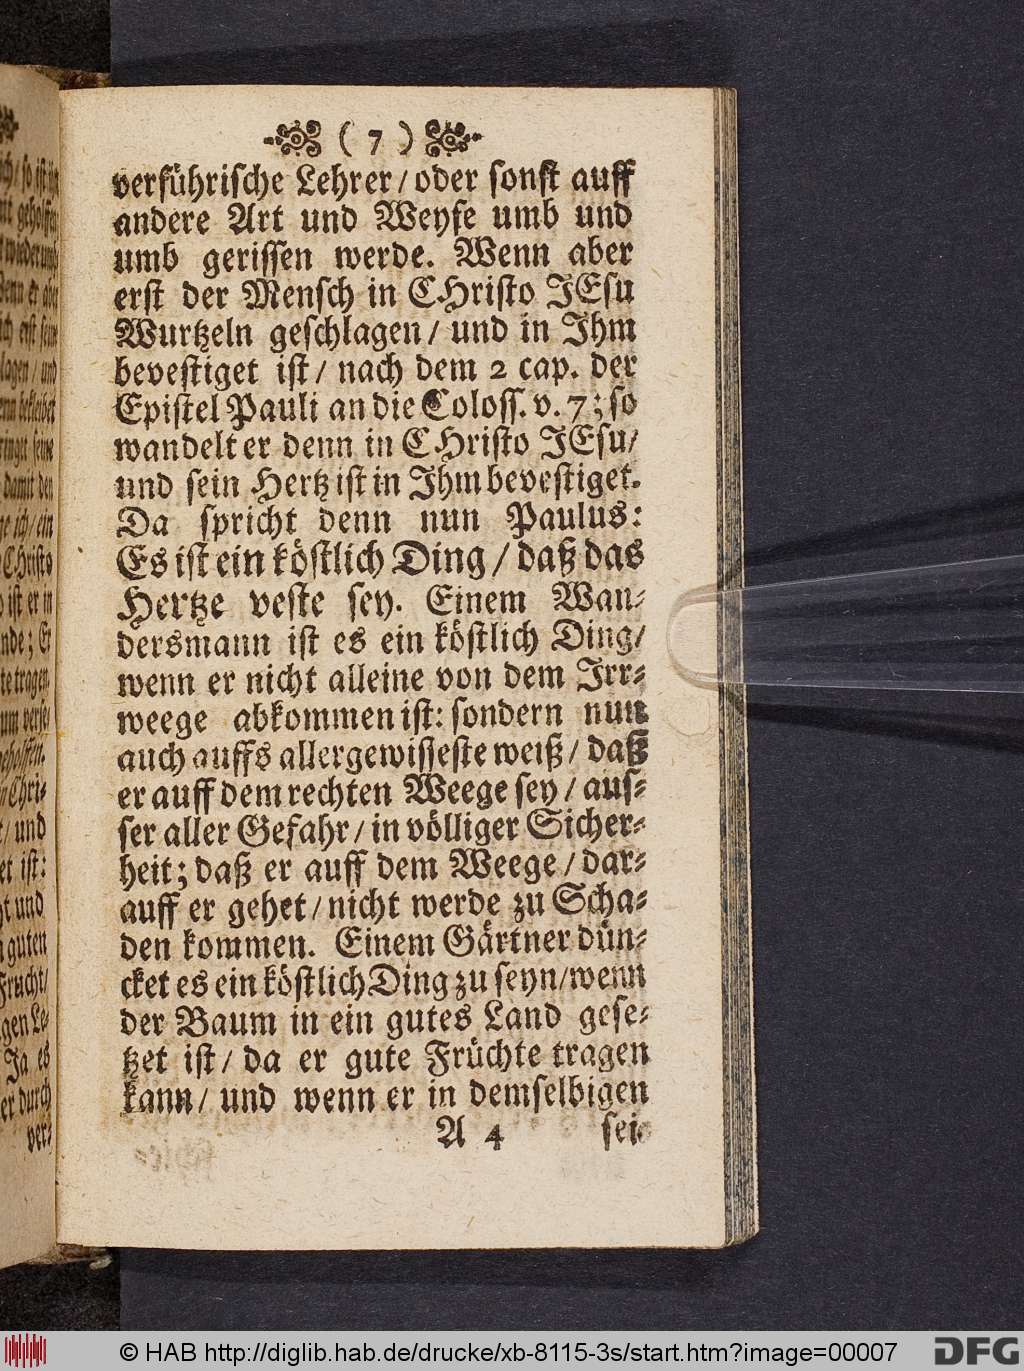 ( 7 )
verführische Lehrer / oder sonst auff
andere Art und Weyse umb und
umb gerissen werde. Wenn aber
erst der Mensch in CHristo JEsu
Wurtzeln geschlagen / und in Ihm
bevestiget ist / nach dem 2 cap. der
Epistel Pauli an die Coloss. v. 7; so
wandelt er denn in CHristo JEsu /
und sein Hertz ist in Ihm bevestiget.
Da spricht denn nun Paulus:
Es ist ein köstlich Ding / daß das
Hertze veste sey. Einem Wan-
dersmann ist es ein köstlich Ding /
wenn er nicht alleine von dem Irr-
weege abkommen ist: sondern nun
auch auffs allergewisseste weiß / daß
er auff dem rechten Weege sey / aus-
ser aller Gefahr / in völliger Sicher-
heit; daß er auff dem Weege / dar-
auff er gehet / nicht werde zu Scha-
den kommen. Einem Gärtner dün-
cket es ein köstlich Ding zu seyn / wenn
der Baum in ein gutes Land gese-
tzet ist / da er gute Früchte tragen
kann / und wenn er in demselbigen
A 4 sei-
© HAB http://diglib.hab.de/drucke/xb-8115-3s/start.htm?image=00007
DFG